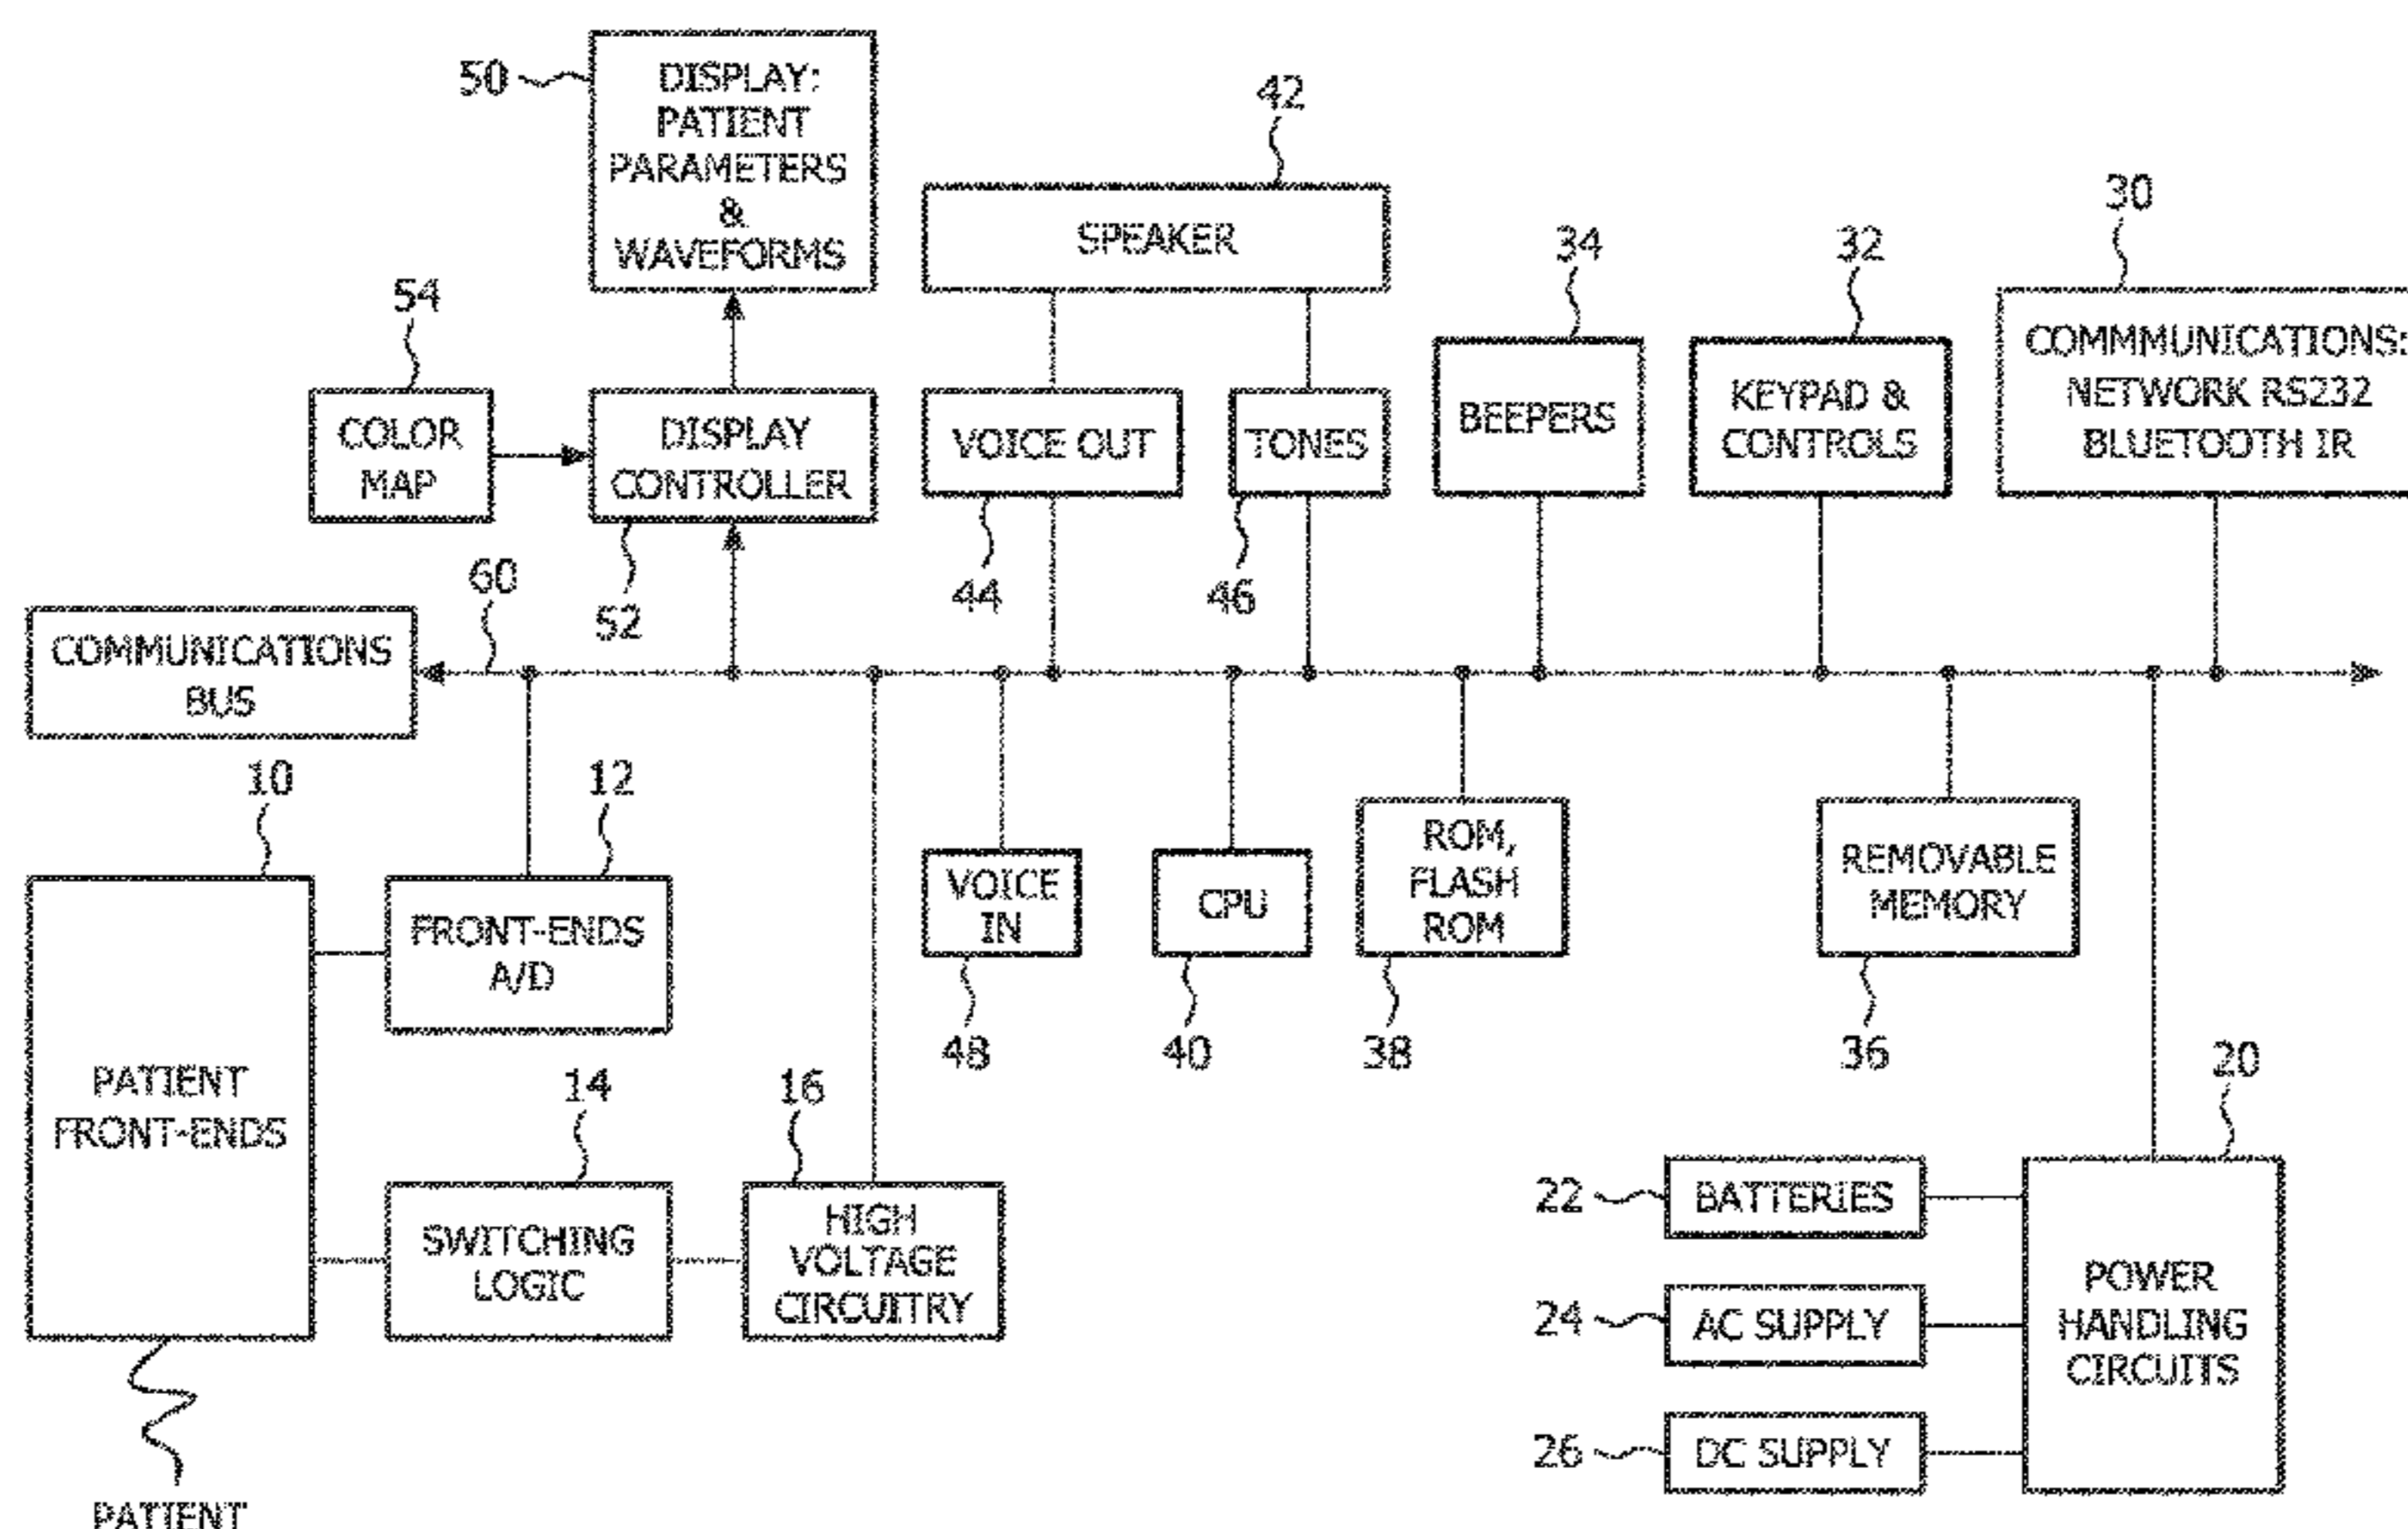 50
DISPLAY:
PATIENT
PARAMETERS
&
WAVEFORMS
42
SPEAKER
30
34
32
54
COLOR
MAP
DISPLAY
CONTROLLER
VOICE OUT
TONES
BEEPERS
KEYPAD &
CONTROLS
COMMMUNICATIONS:
NETWORK RS232
BLUETOOTH IR
60
52
44
46
COMMUNICATIONS
BUS
10
12
PATIENT
FRONT-ENDS
FRONT-ENDS
A/D
VOICE
IN
CPU
ROM,
FLASH
ROM
REMOVABLE
MEMORY
48
40
38
36
14
16
SWITCHING
LOGIC
HIGH
VOLTAGE
CIRCUITRY
20
22
BATTERIES
24
AC SUPPLY
26
DC SUPPLY
POWER
HANDLING
CIRCUITS
PATIENT